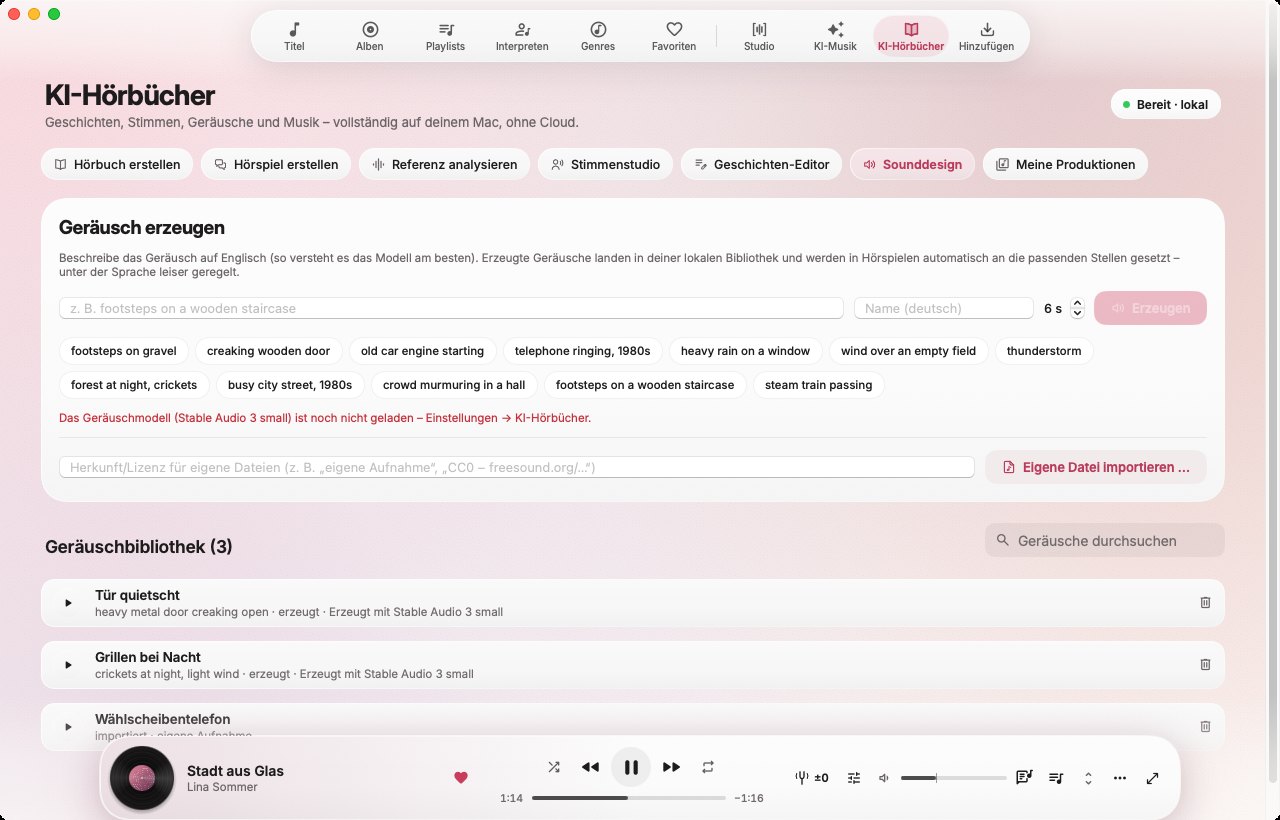 Titel
Alben
Playlists
Interpreten
Genres
Favoriten
Studio
KI-Musik
KI-Hörbücher
Hinzufügen
KI-Hörbücher
Geschichten, Stimmen, Geräusche und Musik – vollständig auf deinem Mac, ohne Cloud.
Bereit · lokal
Hörbuch erstellen
Hörspiel erstellen
Referenz analysieren
Stimmenstudio
Geschichten-Editor
Sounddesign
Meine Produktionen
Geräusch erzeugen
Beschreibe das Geräusch auf Englisch (so versteht es das Modell am besten). Erzeugte Geräusche landen in deiner lokalen Bibliothek und werden in Hörspielen automatisch an die passenden Stellen gesetzt –
unter der Sprache leiser geregelt.
z. B. footsteps on a wooden staircase
Name (deutsch)
6 s
Erzeugen
footsteps on gravel
creaking wooden door
old car engine starting
telephone ringing, 1980s
heavy rain on a window
wind over an empty field
thunderstorm
forest at night, crickets
busy city street, 1980s
crowd murmuring in a hall
footsteps on a wooden staircase
steam train passing
Das Geräuschmodell (Stable Audio 3 small) ist noch nicht geladen – Einstellungen → KI-Hörbücher.
Herkunft/Lizenz für eigene Dateien (z. B. „eigene Aufnahme“, „CC0 – freesound.org/…“)
Eigene Datei importieren …
Geräuschbibliothek (3)
Geräusche durchsuchen
Tür quietscht
heavy metal door creaking open · erzeugt · Erzeugt mit Stable Audio 3 small
Grillen bei Nacht
crickets at night, light wind · erzeugt · Erzeugt mit Stable Audio 3 small
Wählscheibentelefon
importiert · eigene Aufnahme
Stadt aus Glas
Lina Sommer
1:14
−1:16
±0